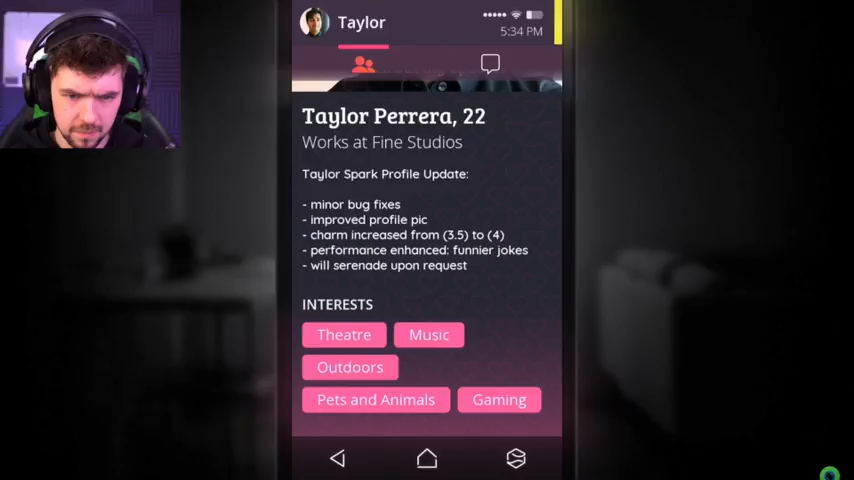 Taylor
5:34 PM
Taylor Perrera, 22
Works at Fine Studios
Taylor Spark Profile Update:
- minor bug fixes
- improved profile pic
- charm increased from (3.5) to (4)
- performance enhanced: funnier jokes
- will serenade upon request
INTERESTS
Theatre
Music
Outdoors
Pets and Animals
Gaming